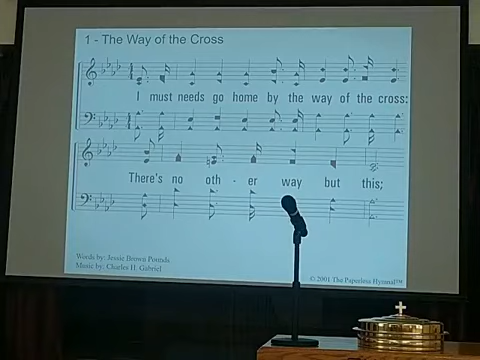 1 - The Way of the Cross
I must needs go home by the way of the cross:
There's no oth - er way but this;
Words by: Jessie Brown Pounds
Music by: Charles H. Gabriel
© 2001 The Paperless Hymnal™